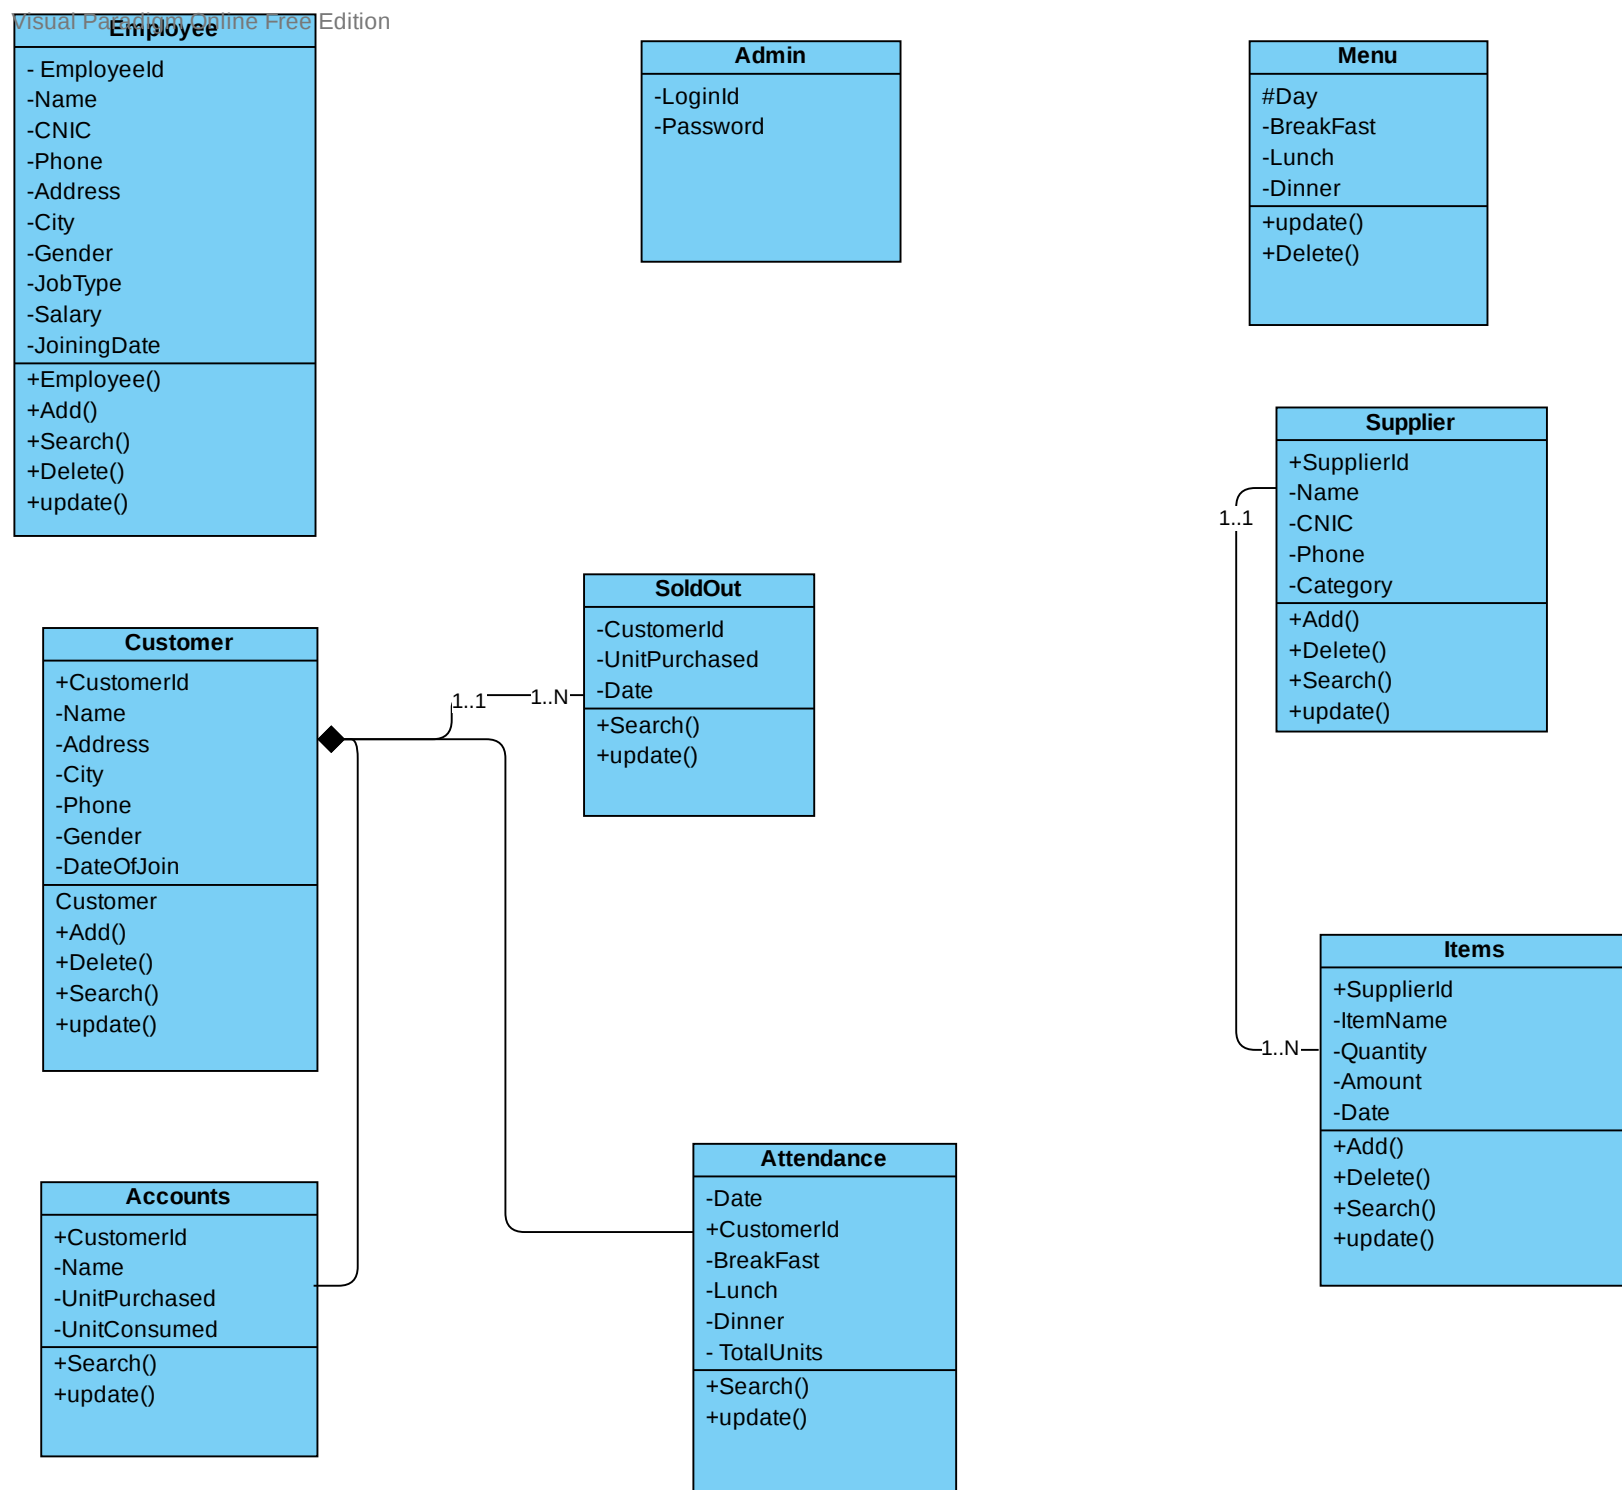 Visual Paradigm Online Free Edition
Employee
- EmployeeId
-Name
-CNIC
-Phone
-Address
-City
-Gender
-JobType
-Salary
-JoiningDate
+Employee()
+Add()
+Search()
+Delete()
+update()
Admin
-LoginId
-Password
Menu
#Day
-BreakFast
-Lunch
-Dinner
+update()
+Delete()
Supplier
+SupplierId
-Name
-CNIC
-Phone
-Category
+Add()
+Delete()
+Search()
+update()
1..1
1..N
SoldOut
-CustomerId
-UnitPurchased
-Date
+Search()
+update()
Customer
+CustomerId
-Name
-Address
-City
-Phone
-Gender
-DateOfJoin
Customer
+Add()
+Delete()
+Search()
+update()
1..1
1..N
Items
+SupplierId
-ItemName
-Quantity
-Amount
-Date
+Add()
+Delete()
+Search()
+update()
Accounts
+CustomerId
-Name
-UnitPurchased
-UnitConsumed
+Search()
+update()
Attendance
-Date
+CustomerId
-BreakFast
-Lunch
-Dinner
- TotalUnits
+Search()
+update()